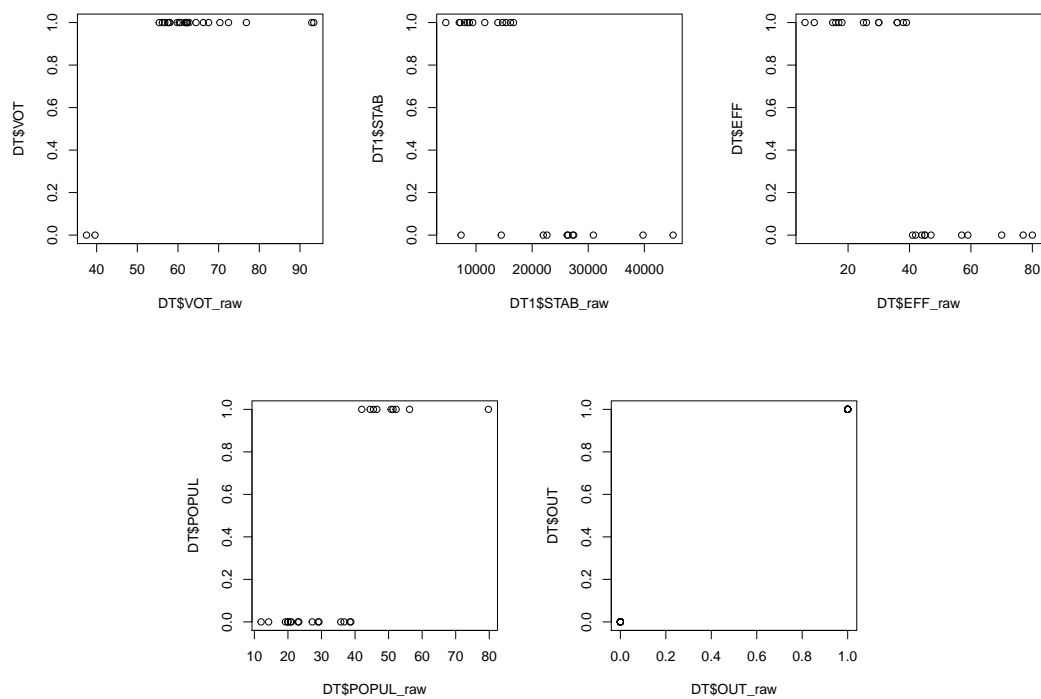 DT$VOT
0.0 0.2 0.4 0.6 0.8 1.0
40 50 60 70 80 90
DT$VOT_raw
DT1$STAB
0.0 0.2 0.4 0.6 0.8 1.0
10000 20000 30000 40000
DT1$STAB_raw
DT$EFF
0.0 0.2 0.4 0.6 0.8 1.0
20 40 60 80
DT$EFF_raw
DT$POPUL
0.0 0.2 0.4 0.6 0.8 1.0
10 20 30 40 50 60 70 80
DT$POPUL_raw
DT$OUT
0.0 0.2 0.4 0.6 0.8 1.0
0.0 0.2 0.4 0.6 0.8 1.0
DT$OUT_raw